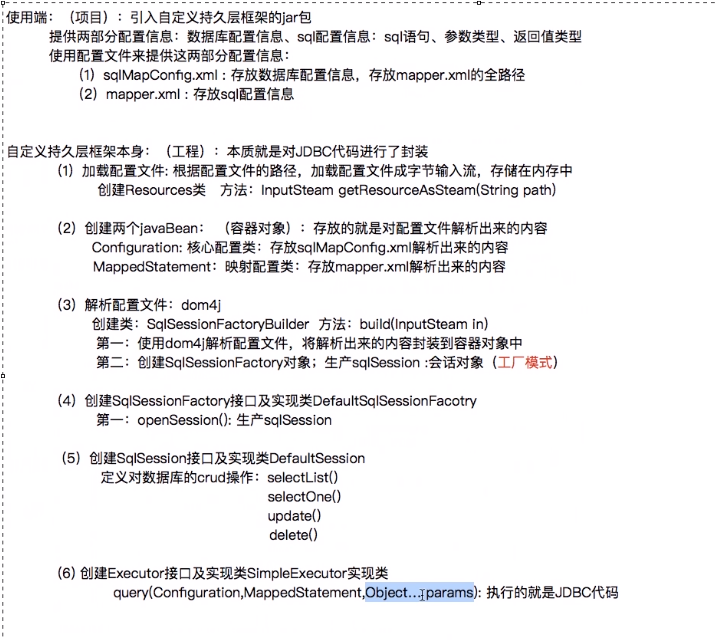 使用端：（项目）：引入自定义持久层框架的jar包
提供两部分配置信息：数据库配置信息、sql配置信息：sql语句、参数类型、返回值类型
使用配置文件来提供这两部分配置信息：
（1）sqlMapConfig.xml：存放数据库配置信息，存放mapper.xml的全路径
（2）mapper.xml：存放sql配置信息
自定义持久层框架本身：（工程）：本质就是对JDBC代码进行了封装
（1）加载配置文件: 根据配置文件的路径，加载配置文件成字节输入流，存储在内存中
创建Resources类 方法：InputSteam getResourceAsSteam(String path)
（2）创建两个javaBean：（容器对象）：存放的就是对配置文件解析出来的内容
Configuration: 核心配置类：存放sqlMapConfig.xml解析出来的内容
MappedStatement：映射配置类：存放mapper.xml解析出来的内容
（3）解析配置文件：dom4j
创建类：SqlSessionFactoryBuilder 方法：build(InputSteam in)
第一：使用dom4j解析配置文件，将解析出来的内容封装到容器对象中
第二：创建SqlSessionFactory对象；生产sqlSession :会话对象（工厂模式）
（4）创建SqlSessionFactory接口及实现类DefaultSqlSessionFacotry
第一：openSession(): 生产sqlSession
（5）创建SqlSession接口及实现类DefaultSession
定义对数据库的crud操作：selectList()
selectOne()
update()
delete()
（6) 创建Executor接口及实现类SimpleExecutor实现类
query(Configuration,MappedStatement,Object... params): 执行的就是JDBC代码